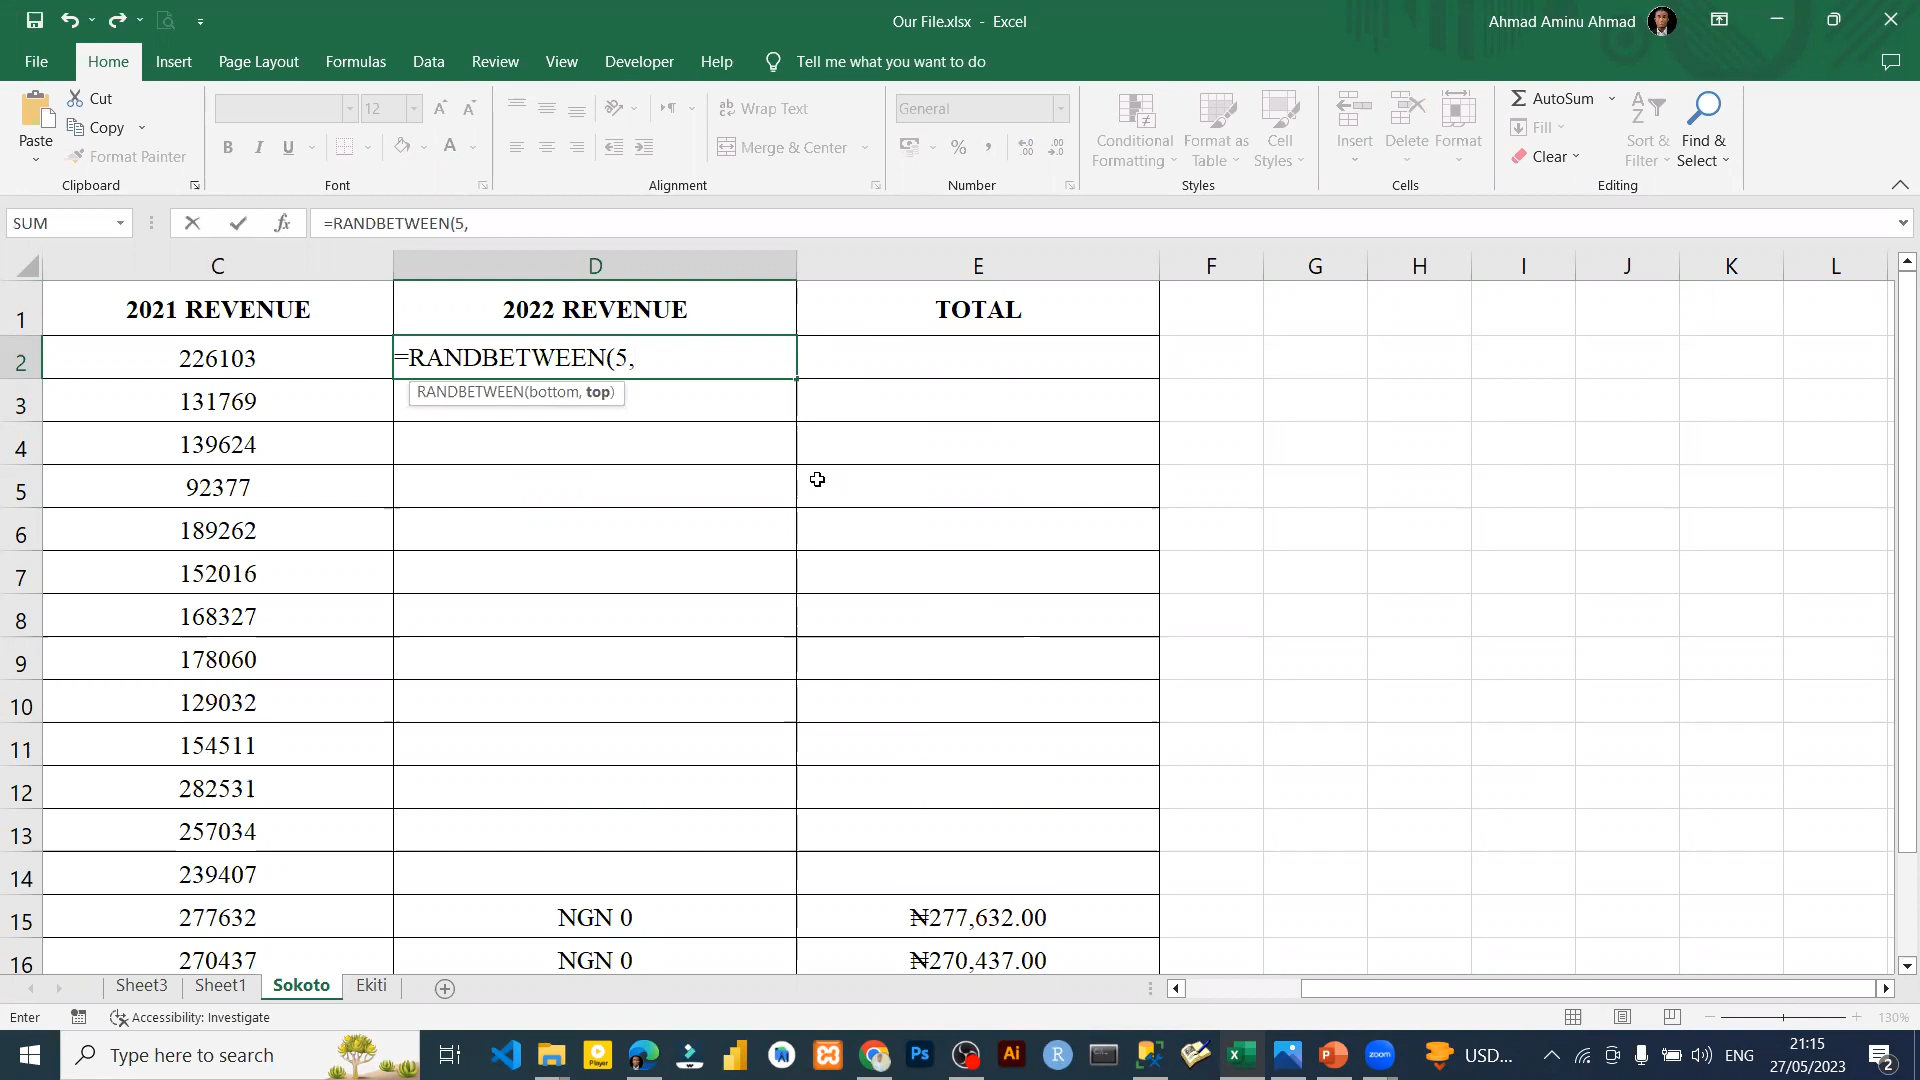 Our File.xlsx - Excel
Ahmad Aminu Ahmad
File Home Insert Page Layout Formulas Data Review View Developer Help Tell me what you want to do
Paste
Cut
Copy
Format Painter
Clipboard
12
B I U A
Font
ab Wrap Text
Merge & Center
Alignment
General
%
Number
Conditional Formatting
Format as Table
Cell Styles
Styles
Insert Delete Format
Cells
AutoSum
Fill
Clear
Sort & Filter
Find & Select
Editing
SUM fx =RANDBETWEEN(5,
C D E F G H I J K L
1 2021 REVENUE 2022 REVENUE TOTAL
2 226103 =RANDBETWEEN(5,
RANDBETWEEN(bottom, top)
3 131769
4 139624
5 92377
6 189262
7 152016
8 168327
9 178060
10 129032
11 154511
12 282531
13 257034
14 239407
15 277632 NGN 0 ₦277,632.00
16 270437 NGN 0 ₦270,437.00
Sheet3 Sheet1 Sokoto Ekiti
Enter Accessibility: Investigate 130%
Type here to search
Player
Ps
Ai
R
zoom
USD...
ENG
21:15
27/05/2023
2